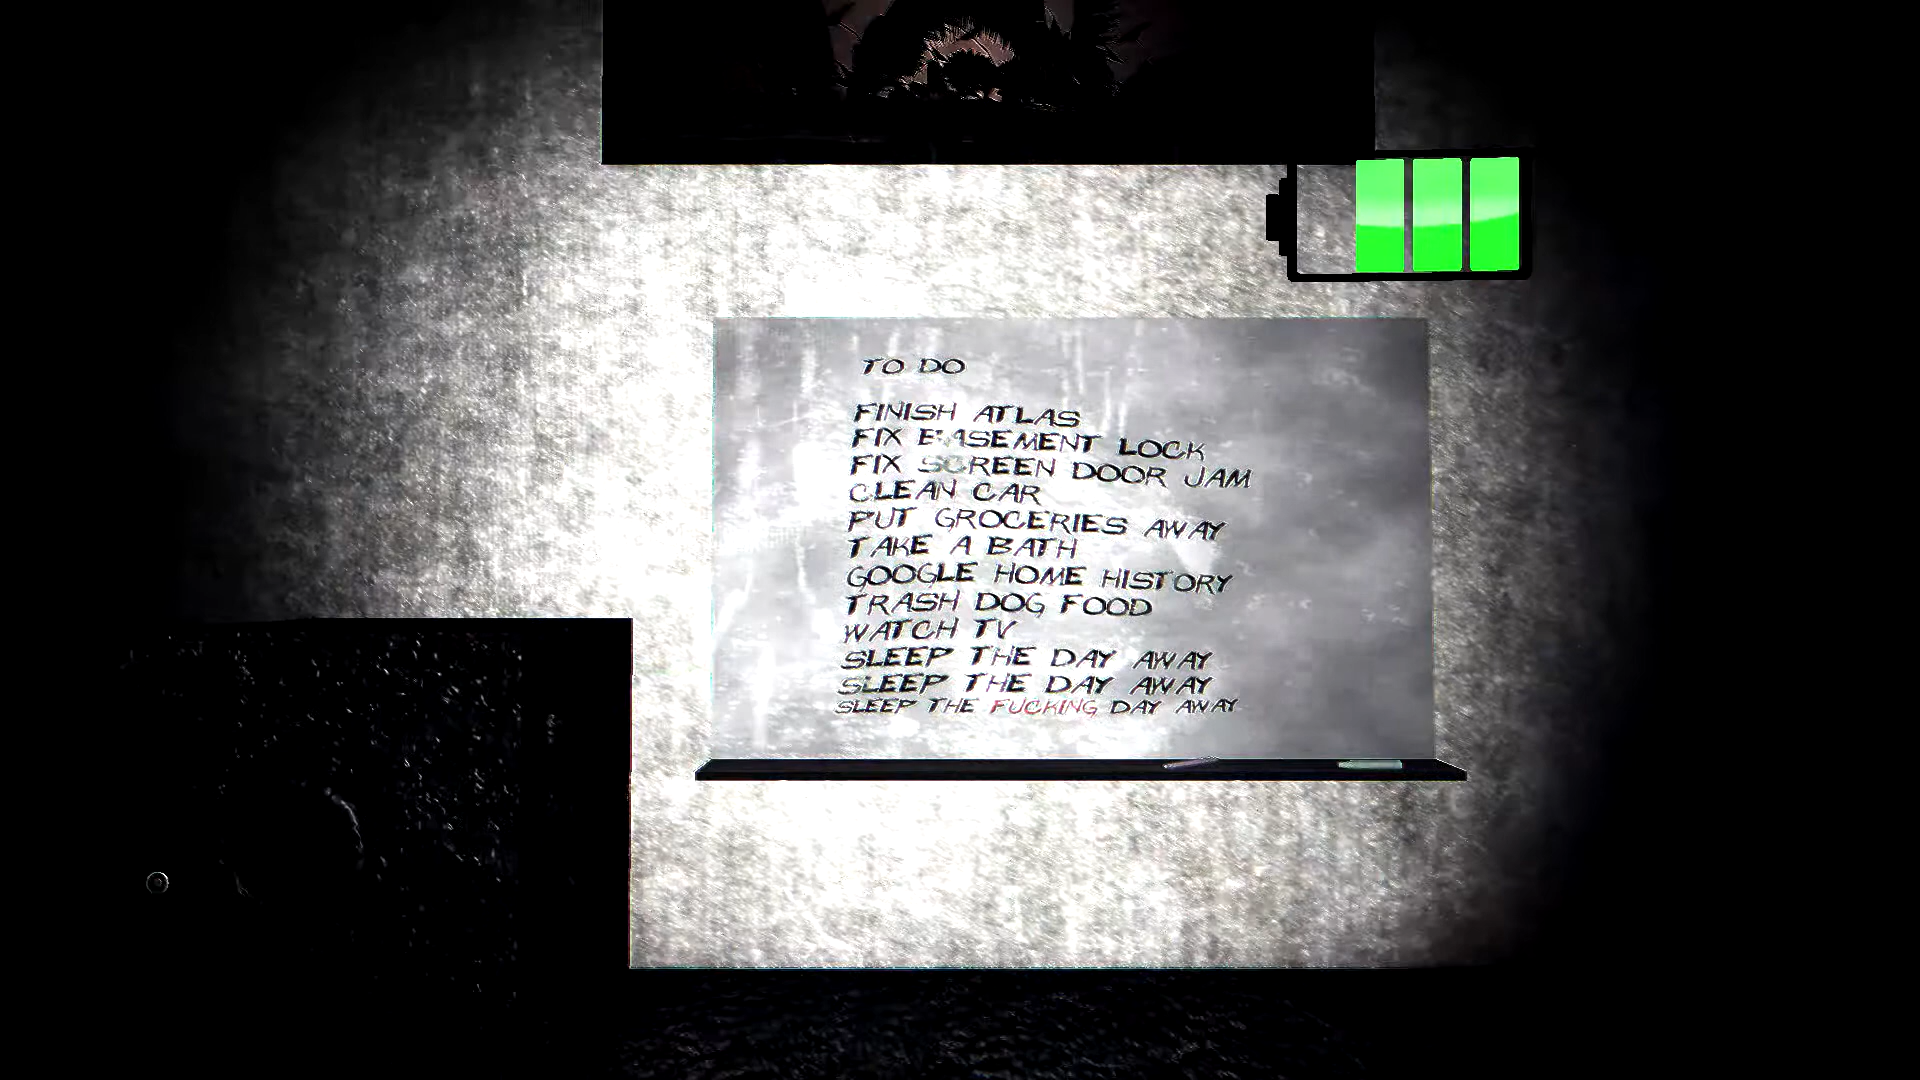 TO DO
FINISH ATLAS
FIX BASEMENT LOCK
FIX SCREEN DOOR JAM
CLEAN CAR
PUT GROCERIES AWAY
TAKE A BATH
GOOGLE HOME HISTORY
TRASH DOG FOOD
WATCH TV
SLEEP THE DAY AWAY
SLEEP THE DAY AWAY
SLEEP THE FUCKING DAY AWAY